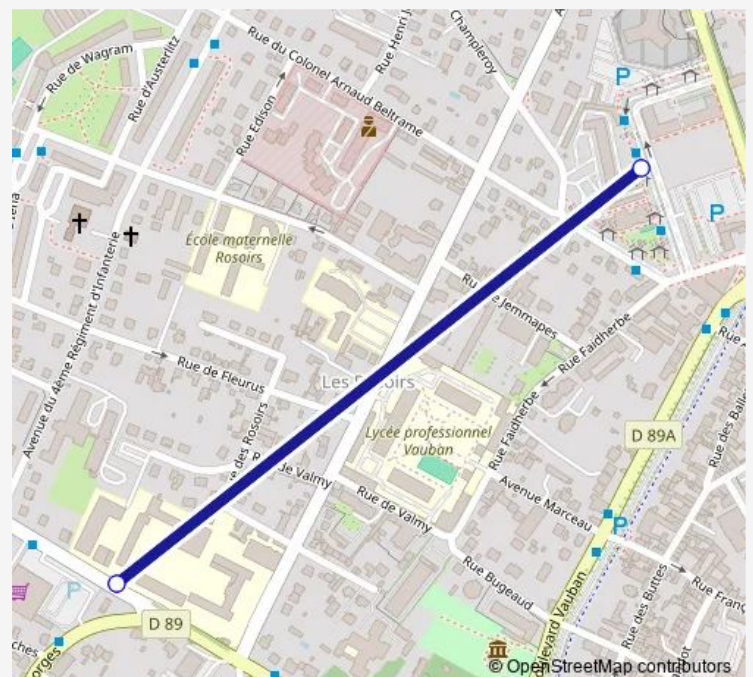 Rue de Wagram
Rue d'Austerlitz
Rue du Colonel Arnaud Beltrame
Rue Henri
Champleroy
P
Rue Edison
École maternelle
Rosoirs
Avenue du 4ème Régiment d'Infanterie
P
Rue de Fleurus
Jemmapes
Rue Faidherbe
Les
Lycée professionnel
Vauban
Rue Faidherbe
D 89A
Rue des
des Rosoirs
de Valmy
Rue de Valmy
Avenue Marceau
P
Rue Bugeaud
Rue des Buttes
Boulevard Vauban
P
D 89
© OpenStreetMap contributors